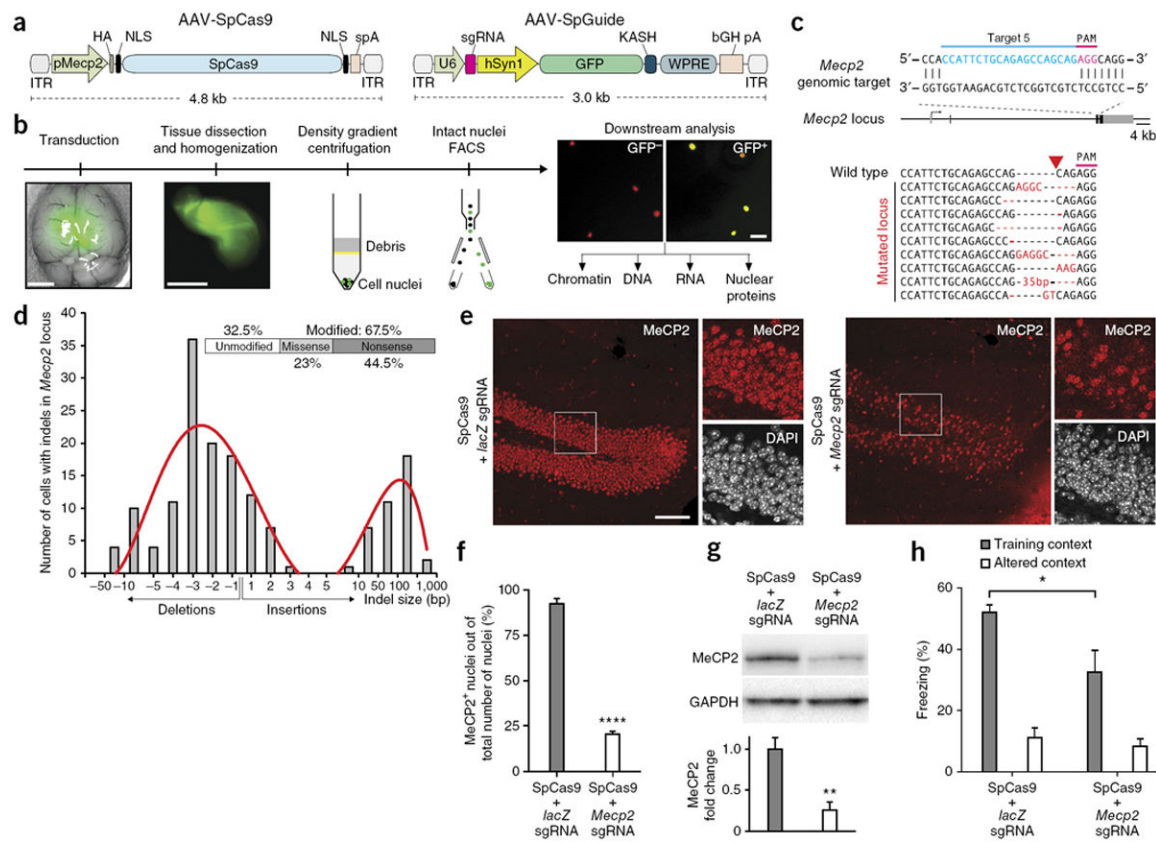 a
AAV-SpCas9
AAV-SpGuide
HA NLS NLS spA
sgRNA KASH bGH pA
pMecp2 SpCas9
U6 hSyn1 GFP WPRE
ITR ITR ITR ITR
4.8 kb
3.0 kb
b
Transduction
Tissue dissection
and homogenization
Density gradient
centrifugation
Intact nuclei
FACS
Downstream analysis
GFP–
GFP+
Debris
Cell nuclei
Chromatin DNA RNA Nuclear
proteins
c
Target 5 PAM
Mecp2
genomic target
5′–CCACCATTCTGCAGAGCCAGCAGAGGCAGG–3′
3′–GGTGGTAAGACGTCTCGGTCGTCTCCGTCC–5′
Mecp2 locus
4 kb
PAM
Wild type CCATTCTGCAGAGCCAG------CAGAGG
Mutated locus
CCATTCTGCAGAGCCAGAGGC-----AGG
CCATTCTGCAGAGCC--------CAGAGG
CCATTCTGCAGAGCCAG-------AGAGG
CCATTCTGCAGAGC------------AGG
CCATTCTGCAGAGCCC-------CAGAGG
CCATTCTGCAGAGCCAGGAGGC----AGG
CCATTCTGCAGAGCCAG------AAGAGG
CCATTCTGCAGAGCCAG-35bp-----AGG
CCATTCTGCAGAGCCA-----GTCAGAGG
d
32.5% Modified: 67.5%
Unmodified Missense Nonsense
23% 44.5%
Number of cells with indels in Mecp2 locus
40
35
30
25
20
15
10
5
0
–50 –10 –5 –4 –3 –2 –1 1 2 3 4 5 10 50 100 1,000
Deletions Insertions Indel size (bp)
e
SpCas9
+ lacZ sgRNA
MeCP2
MeCP2
DAPI
SpCas9
+ Mecp2 sgRNA
MeCP2
MeCP2
DAPI
f
MeCP2+ nuclei out of
total number of nuclei (%)
100
75
50
25
0
****
SpCas9
+
lacZ
sgRNA
SpCas9
+
Mecp2
sgRNA
g
SpCas9
+
lacZ
sgRNA
SpCas9
+
Mecp2
sgRNA
MeCP2
GAPDH
MeCP2
fold change
1.0
0.5
0
**
SpCas9
+
lacZ
sgRNA
SpCas9
+
Mecp2
sgRNA
h
Training context
Altered context
*
Freezing (%)
60
40
20
0
SpCas9
+
lacZ
sgRNA
SpCas9
+
Mecp2
sgRNA